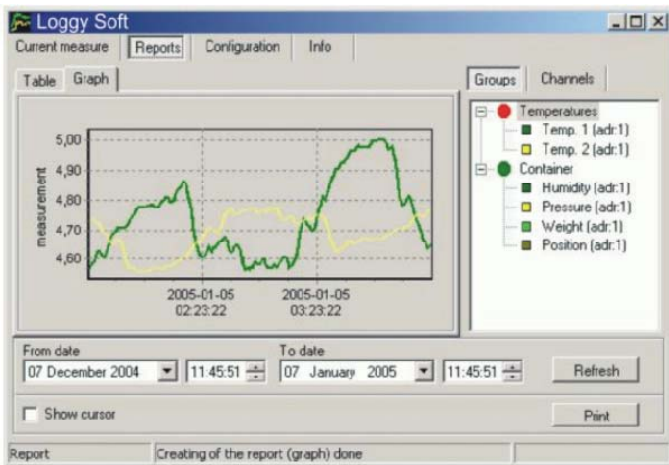 Loggy Soft
Current measure Reports Configuration Info
Table Graph
Groups Channels
5,00
4,90
4,80
4,70
4,60
measurement
2005-01-05
02:23:22
2005-01-05
03:23:22
Temperatures
Temp. 1 (adr:1)
Temp. 2 (adr:1)
Container
Humidity (adr:1)
Pressure (adr:1)
Weight (adr:1)
Position (adr:1)
From date
07 December 2004 11:45:51
To date
07 January 2005 11:45:51
Refresh
Show cursor
Print
Report Creating of the report (graph) done